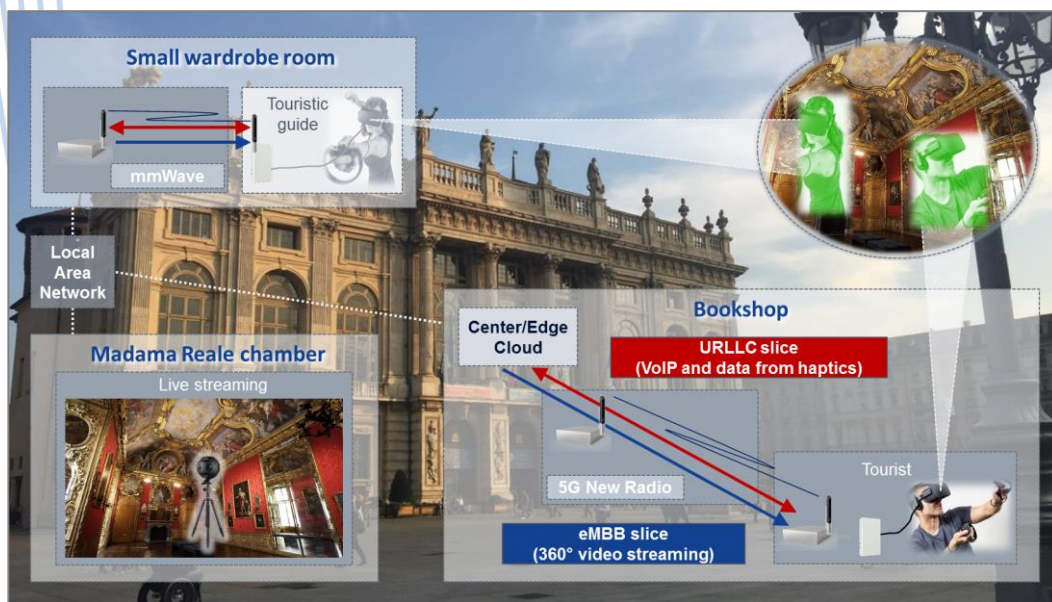 Small wardrobe room
Touristic
guide
mmWave
Local
Area
Network
Madama Reale chamber
Live streaming
Bookshop
Center/Edge
Cloud
URLLC slice
(VoIP and data from haptics)
5G New Radio
Tourist
eMBB slice
(360° video streaming)